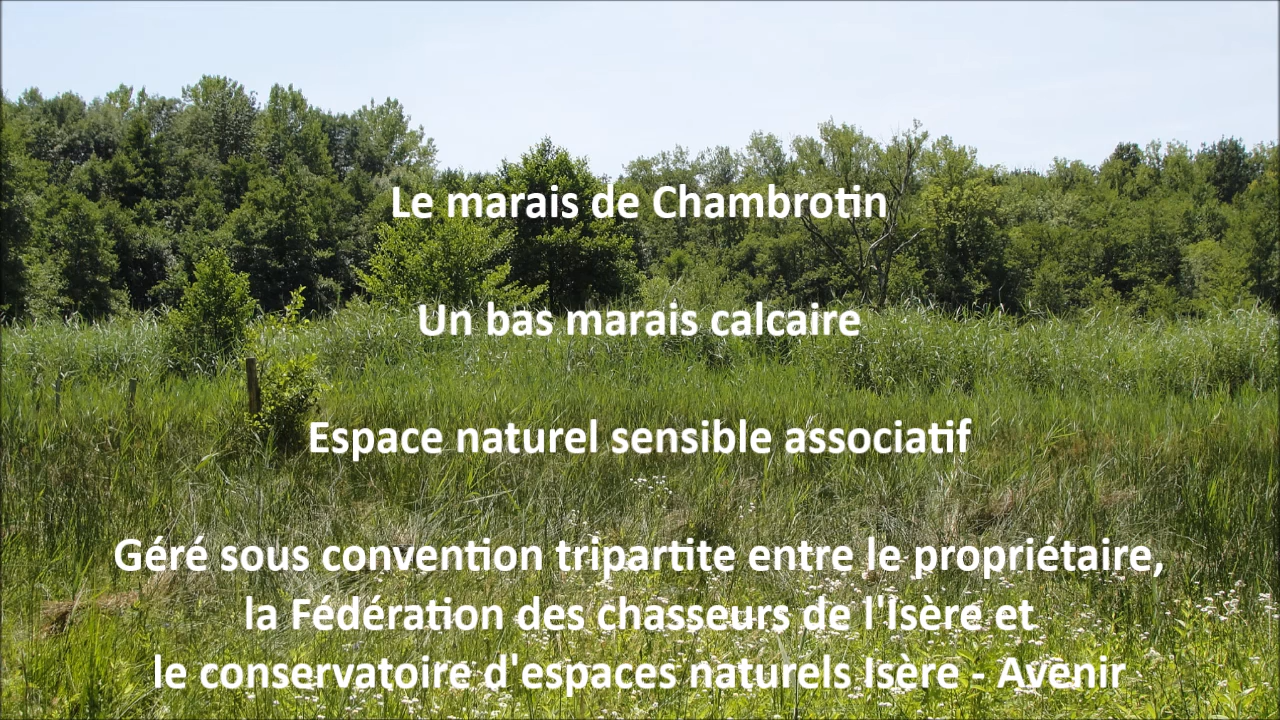 Le marais de Chambrotin
Un bas marais calcaire
Espace naturel sensible associatif
Géré sous convention tripartite entre le propriétaire,
la Fédération des chasseurs de l'Isère et
le conservatoire d'espaces naturels Isère - Avenir